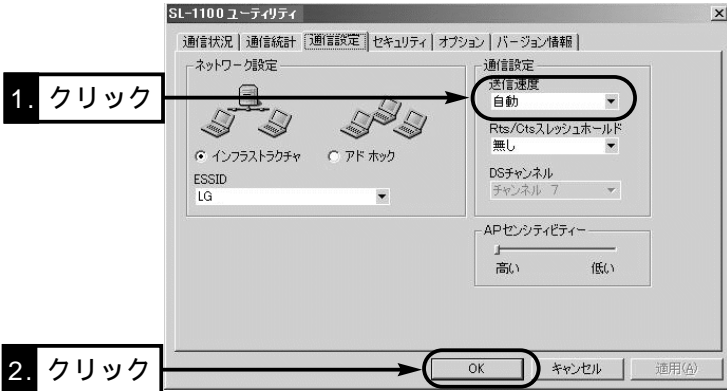 SL-1100 ユーティリティ
通信状況 通信統計 通信設定 セキュリティ オプション バージョン情報
ネットワーク設定
インフラストラクチャ アド ホック
ESSID
LG
通信設定
送信速度
自動
Rts/Ctsスレッシュホールド
無し
DSチャンネル
チャンネル 7
APセンシティビティー
高い 低い
1. クリック
2. クリック
OK キャンセル 適用(A)